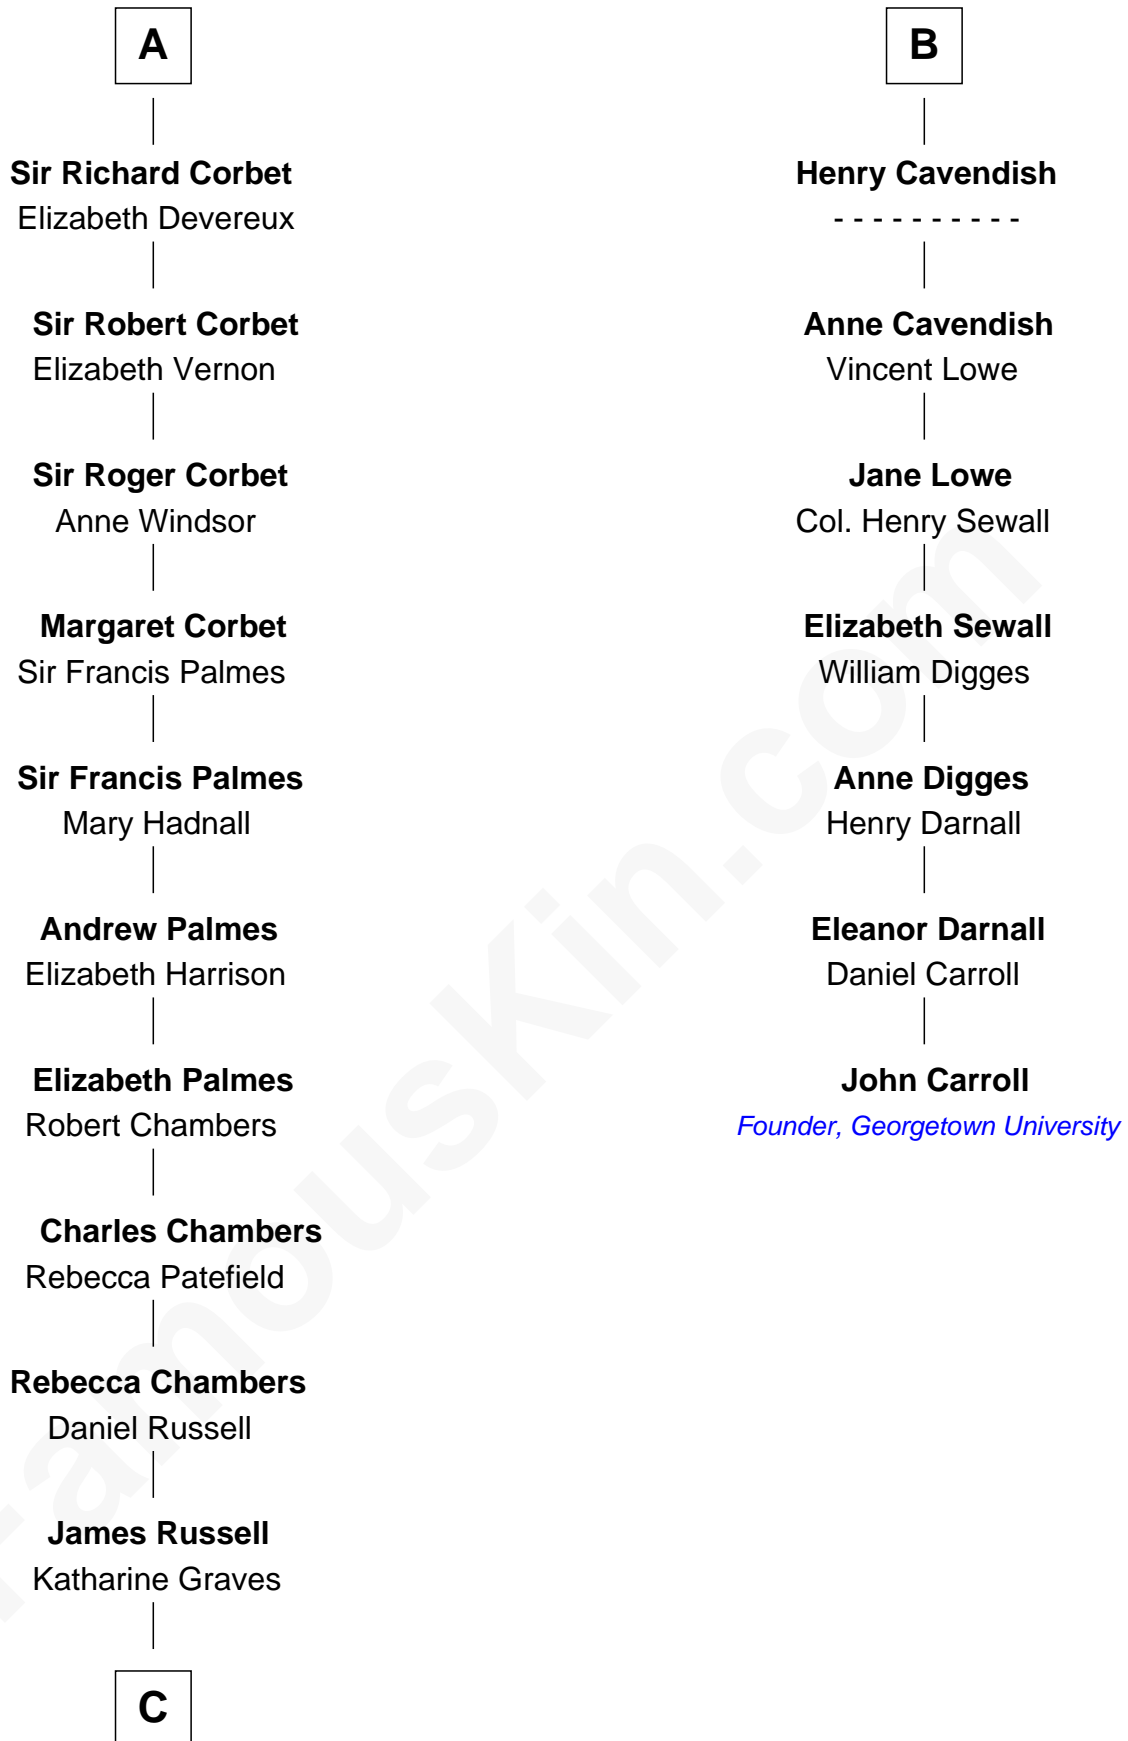 A
Sir Richard Corbet
Elizabeth Devereux
Sir Robert Corbet
Elizabeth Vernon
Sir Roger Corbet
Anne Windsor
Margaret Corbet
Sir Francis Palmes
Sir Francis Palmes
Mary Hadnall
Andrew Palmes
Elizabeth Harrison
Elizabeth Palmes
Robert Chambers
Charles Chambers
Rebecca Patefield
Rebecca Chambers
Daniel Russell
James Russell
Katharine Graves
C
B
Henry Cavendish
- - - - - - - - - -
Anne Cavendish
Vincent Lowe
Jane Lowe
Col. Henry Sewall
Elizabeth Sewall
William Digges
Anne Digges
Henry Darnall
Eleanor Darnall
Daniel Carroll
John Carroll
Founder, Georgetown University
FamousKin.com